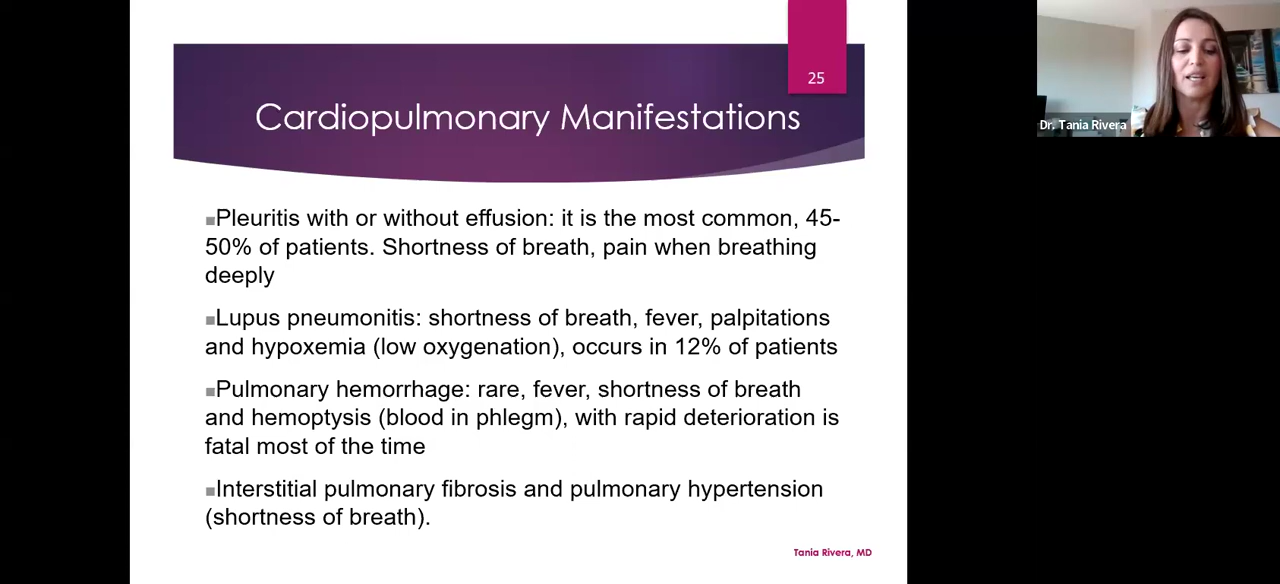 25
Cardiopulmonary Manifestations
Dr. Tania Rivera
■Pleuritis with or without effusion: it is the most common, 45-
50% of patients. Shortness of breath, pain when breathing
deeply
■Lupus pneumonitis: shortness of breath, fever, palpitations
and hypoxemia (low oxygenation), occurs in 12% of patients
■Pulmonary hemorrhage: rare, fever, shortness of breath
and hemoptysis (blood in phlegm), with rapid deterioration is
fatal most of the time
■Interstitial pulmonary fibrosis and pulmonary hypertension
(shortness of breath).
Tania Rivera, MD